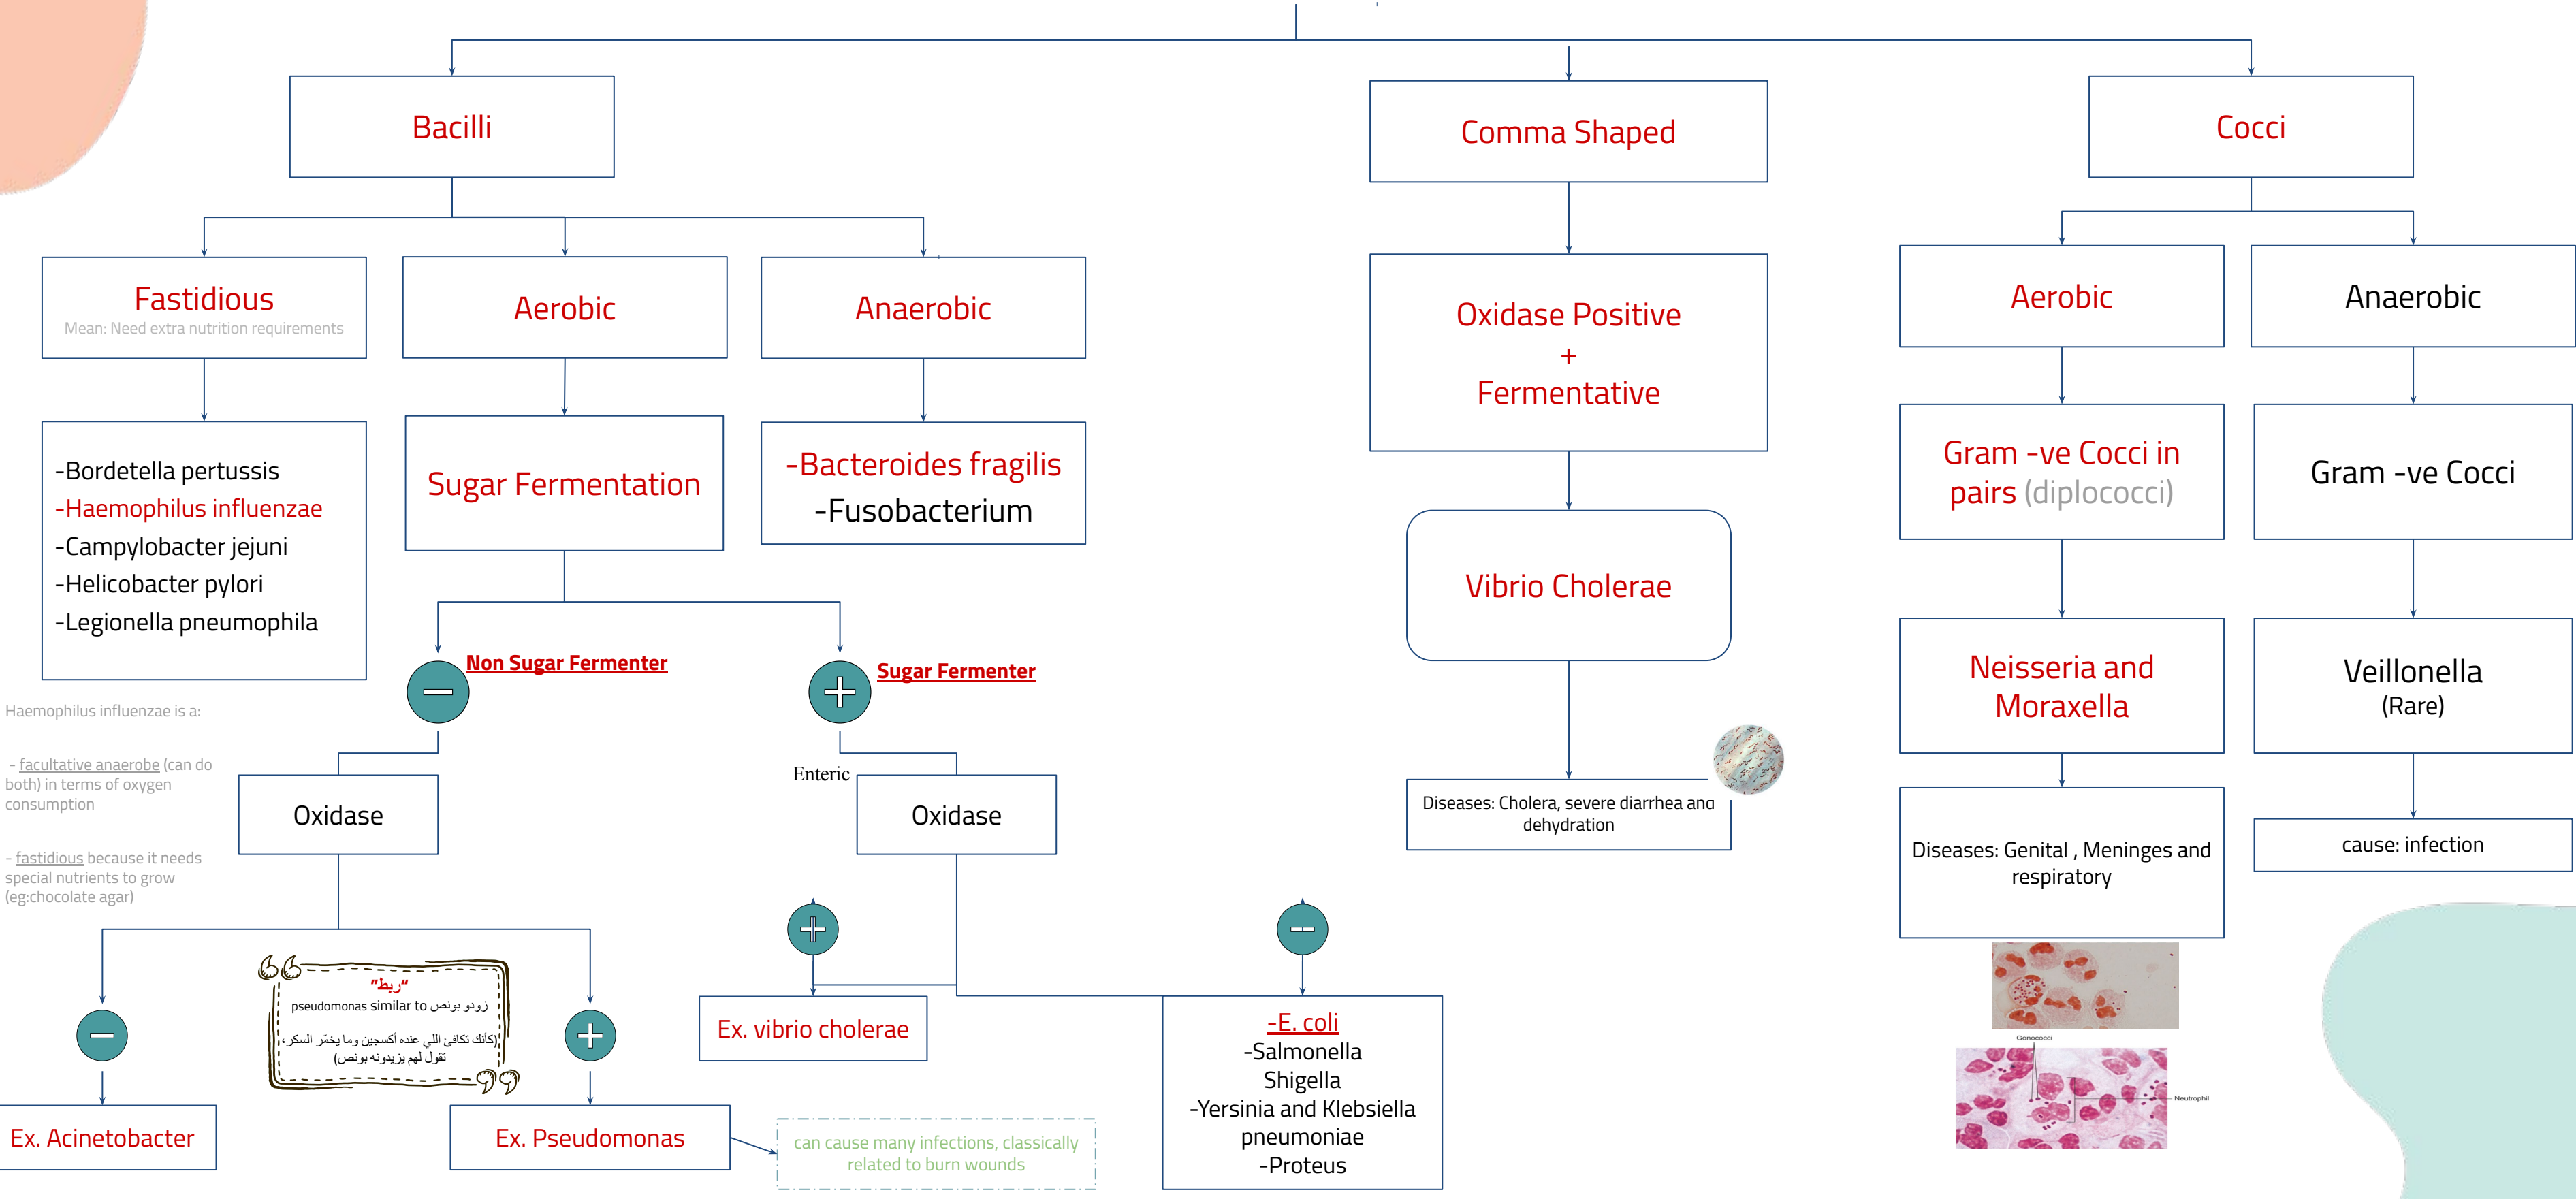 Bacilli
Comma Shaped
Cocci
Fastidious
Mean: Need extra nutrition requirements
Aerobic
Anaerobic
Oxidase Positive
+
Fermentative
Aerobic
Anaerobic
-Bordetella pertussis
-Haemophilus influenzae
-Campylobacter jejuni
-Helicobacter pylori
-Legionella pneumophila
Sugar Fermentation
-Bacteroides fragilis
-Fusobacterium
Gram -ve Cocci in
pairs (diplococci)
Gram -ve Cocci
Vibrio Cholerae
Non Sugar Fermenter
Sugar Fermenter
Neisseria and
Moraxella
Veillonella
(Rare)
Haemophilus influenzae is a:
- facultative anaerobe (can do
both) in terms of oxygen
consumption
- fastidious because it needs
special nutrients to grow
(eg:chocolate agar)
Oxidase
Enteric
Oxidase
Diseases: Cholera, severe diarrhea and
dehydration
Diseases: Genital , Meninges and
respiratory
cause: infection
“ربط”
زودو بونص pseudomonas similar to
(كأنك تكافئ اللي عنده أكسجين وما يخمّر السكر،
تقول لهم يزيدونه بونص)
Ex. vibrio cholerae
-E. coli
-Salmonella
Shigella
-Yersinia and Klebsiella
pneumoniae
-Proteus
Ex. Acinetobacter
Ex. Pseudomonas
can cause many infections, classically
related to burn wounds
Gonococci
Neutrophil